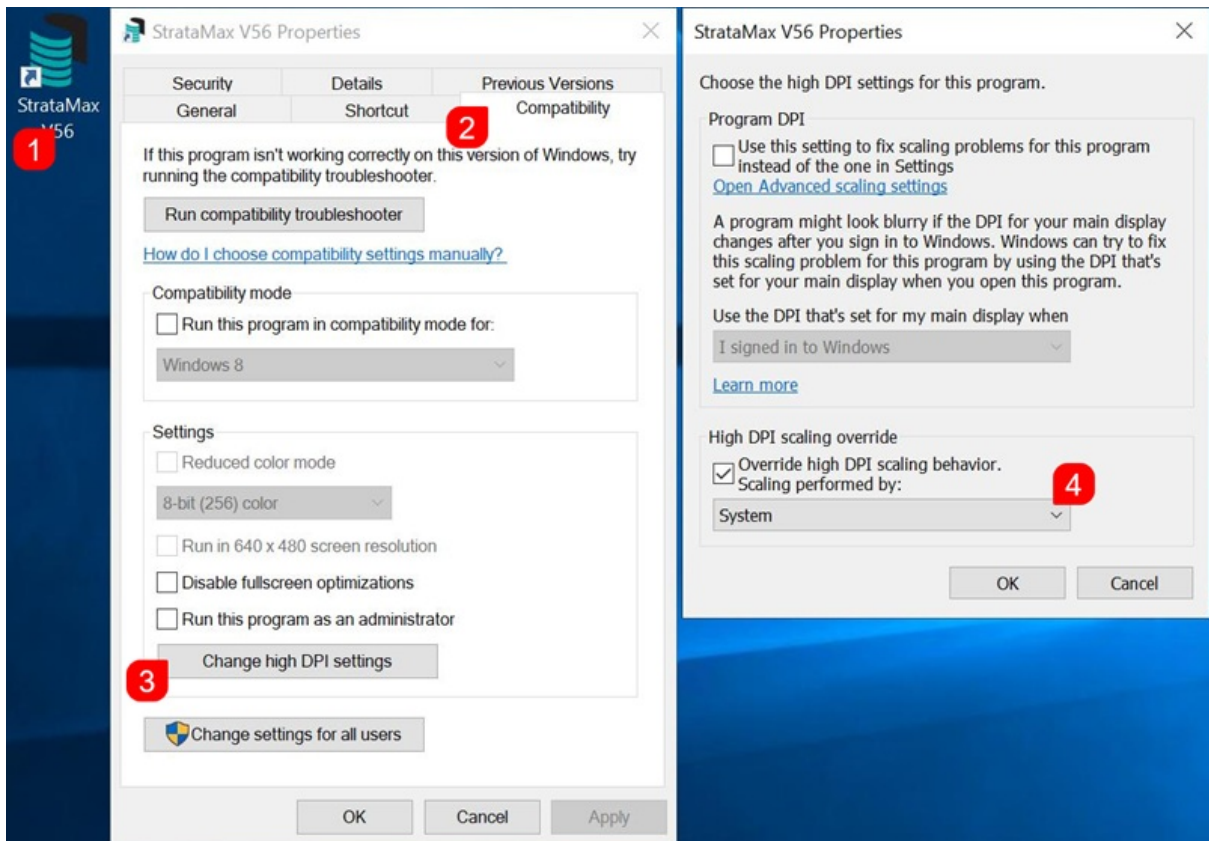 StrataMax
V56
1
StrataMax V56 Properties
Security
Details
Previous Versions
General
Shortcut
Compatibility
2
If this program isn't working correctly on this version of Windows, try
running the compatibility troubleshooter.
Run compatibility troubleshooter
How do I choose compatibility settings manually?
Compatibility mode
Run this program in compatibility mode for:
Windows 8
Settings
Reduced color mode
8-bit (256) color
Run in 640 x 480 screen resolution
Disable fullscreen optimizations
Run this program as an administrator
Change high DPI settings
3
Change settings for all users
OK
Cancel
Apply
StrataMax V56 Properties
Choose the high DPI settings for this program.
Program DPI
Use this setting to fix scaling problems for this program
instead of the one in Settings
Open Advanced scaling settings
A program might look blurry if the DPI for your main display
changes after you sign in to Windows. Windows can try to fix
this scaling problem for this program by using the DPI that's
set for your main display when you open this program.
Use the DPI that's set for my main display when
I signed in to Windows
Learn more
High DPI scaling override
Override high DPI scaling behavior.
Scaling performed by:
4
System
OK
Cancel